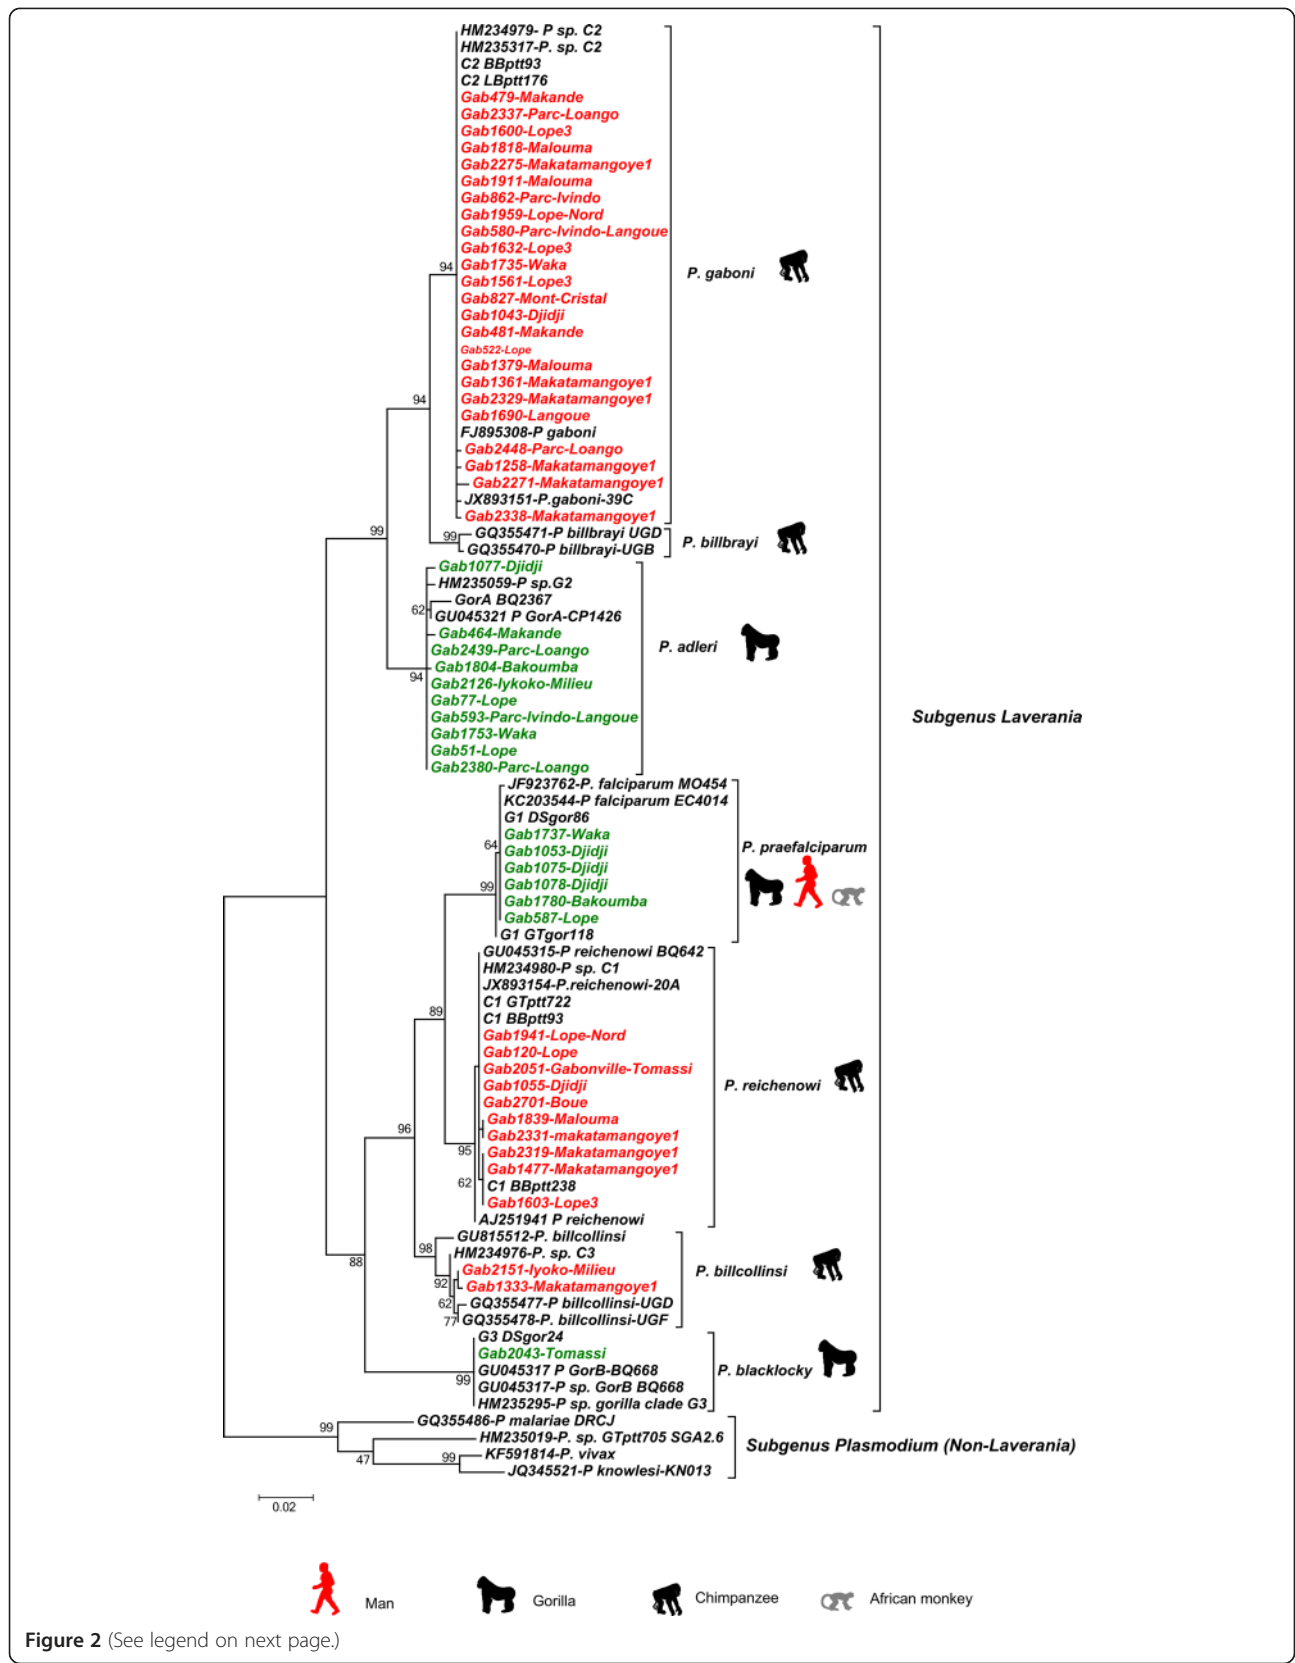 HM234979- P sp. C2
HM235317-P. sp. C2
C2 BBptt93
C2 LBptt176
Gab479-Makande
Gab2337-Parc-Loango
Gab1600-Lope3
Gab1818-Malouma
Gab2275-Makatamangoye1
Gab1911-Malouma
Gab862-Parc-Ivindo
Gab1959-Lope-Nord
Gab580-Parc-Ivindo-Langoue
Gab1632-Lope3
94
Gab1735-Waka
P. gaboni
Gab1561-Lope3
Gab827-Mont-Cristal
Gab1043-Djidji
Gab481-Makande
Gab522-Lope
Gab1379-Malouma
Gab1361-Makatamangoye1
94
Gab2329-Makatamangoye1
Gab1690-Langoue
FJ895308-P gaboni
Gab2448-Parc-Loango
Gab1258-Makatamangoye1
Gab2271-Makatamangoye1
JX893151-P.gaboni-39C
Gab2338-Makatamangoye1
99
99
GQ355471-P billbrayi UGD
P. billbrayi
GQ355470-P billbrayi-UGB
Gab1077-Djidji
HM235059-P sp.G2
GorA BQ2367
62
GU045321 P GorA-CP1426
Gab464-Makande
Gab2439-Parc-Loango
P. adleri
Gab1804-Bakoumba
94
Gab2126-Iykoko-Milieu
Gab77-Lope
Gab593-Parc-Ivindo-Langoue
Subgenus Laverania
Gab1753-Waka
Gab51-Lope
Gab2380-Parc-Loango
JF923762-P. falciparum MO454
KC203544-P falciparum EC4014
G1 DSgor86
Gab1737-Waka
64
Gab1053-Djidji
P. praefalciparum
Gab1075-Djidji
99
Gab1078-Djidji
Gab1780-Bakoumba
Gab587-Lope
G1 GTgor118
GU045315-P reichenowi BQ642
HM234980-P sp. C1
JX893154-P.reichenowi-20A
C1 GTptt722
89
C1 BBptt93
Gab1941-Lope-Nord
Gab120-Lope
Gab2051-Gabonville-Tomassi
Gab1055-Djidji
P. reichenowi
Gab2701-Boue
Gab1839-Malouma
96
Gab2331-makatamangoye1
95
Gab2319-Makatamangoye1
Gab1477-Makatamangoye1
62
C1 BBptt238
Gab1603-Lope3
AJ251941 P reichenowi
GU815512-P. billcollinsi
98
HM234976-P. sp. C3
88
Gab2151-Iyoko-Milieu
P. billcollinsi
92
Gab1333-Makatamangoye1
62
GQ355477-P billcollinsi-UGD
77
GQ355478-P. billcollinsi-UGF
G3 DSgor24
Gab2043-Tomassi
GU045317 P GorB-BQ668
P. blacklocky
99
GU045317-P sp. GorB BQ668
HM235295-P sp. gorilla clade G3
99
GQ355486-P malariae DRCJ
HM235019-P. sp. GTptt705 SGA2.6
Subgenus Plasmodium (Non-Laverania)
47
99
KF591814-P. vivax
JQ345521-P knowlesi-KN013
0.02
Man
Gorilla
Chimpanzee
African monkey
Figure 2 (See legend on next page.)